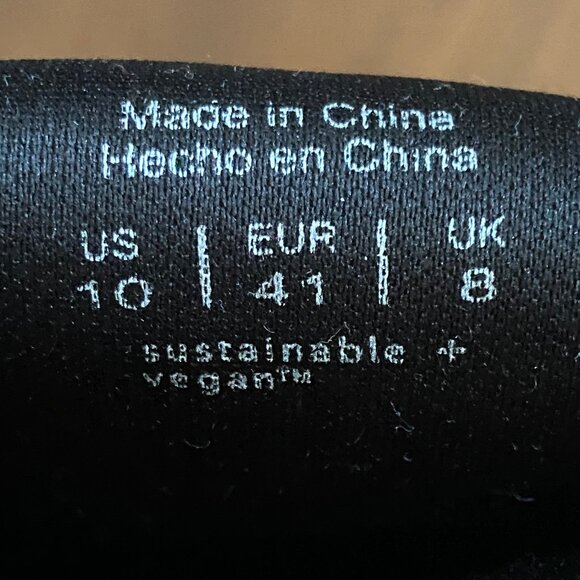 Made in China
Hecho en China
US | EUR | UK
10 | 41 | 8
sustainable +
vegan™